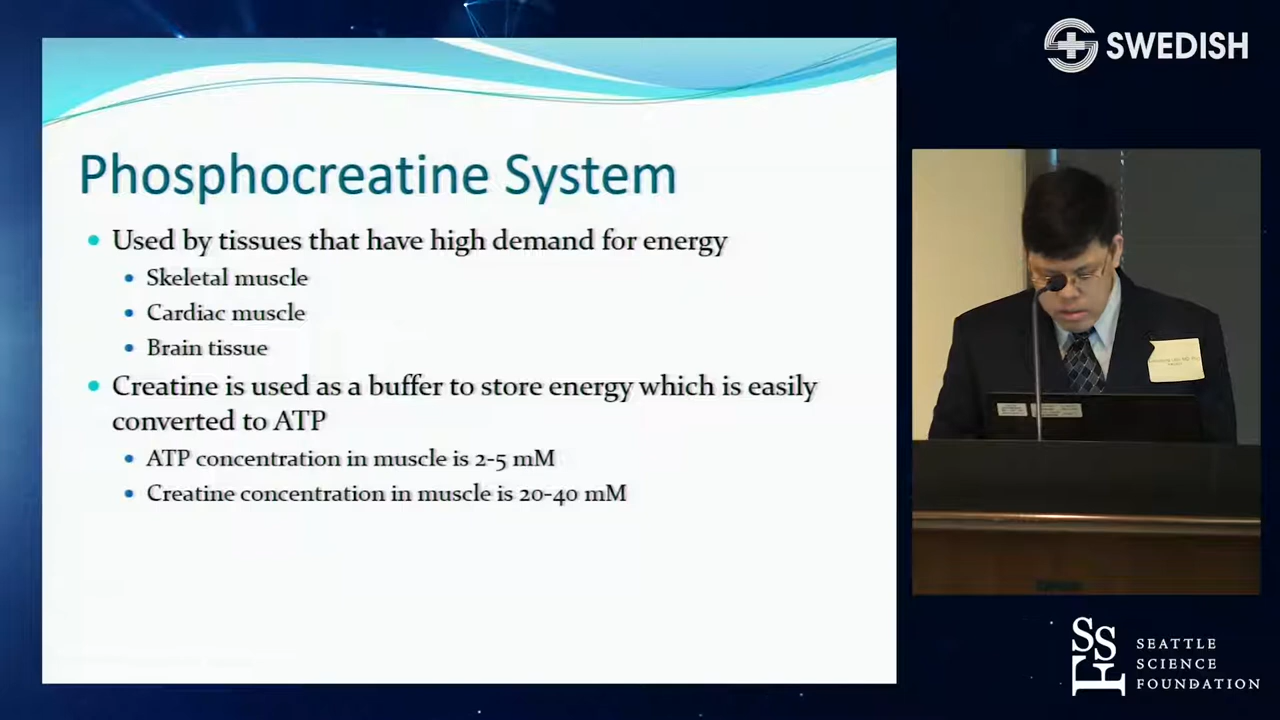 SWEDISH
Phosphocreatine System
Used by tissues that have high demand for energy
Skeletal muscle
Cardiac muscle
Brain tissue
Creatine is used as a buffer to store energy which is easily
converted to ATP
ATP concentration in muscle is 2-5 mM
Creatine concentration in muscle is 20-40 mM
SSF
SEATTLE
SCIENCE
FOUNDATION